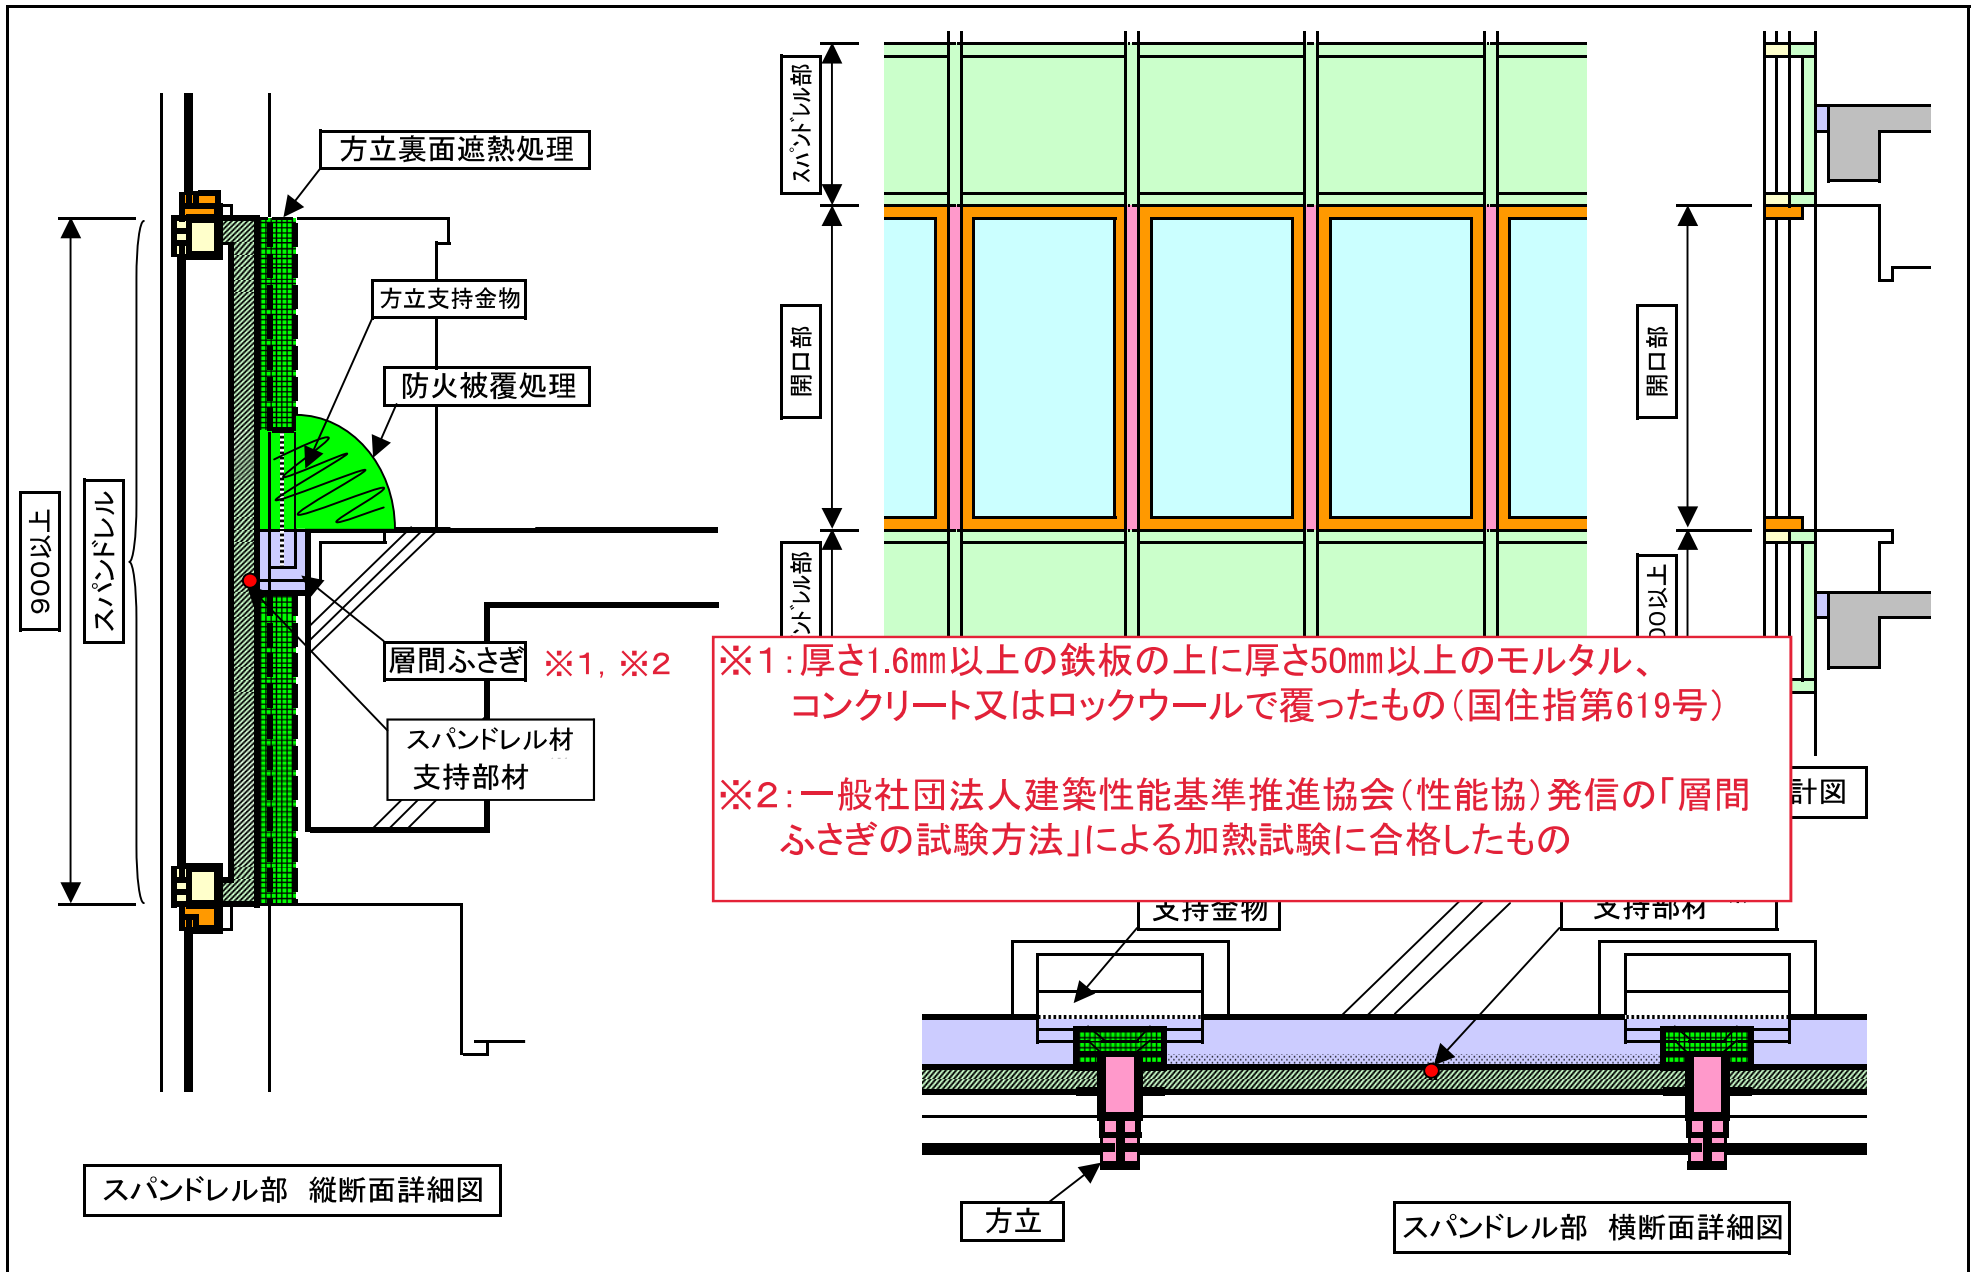 方立裏面遮熱処理
方立支持金物
防火被覆処理
900以上
スパンドレル
層間ふさぎ
※1, ※2
スパンドレル材
支持部材
スパンドレル部 縦断面詳細図
スパンドレル部
開口部
ンドレル部
開口部
00以上
※1:厚さ1.6mm以上の鉄板の上に厚さ50mm以上のモルタル、
コンクリート又はロックウールで覆ったもの(国住指第619号)
※2:一般社団法人建築性能基準推進協会(性能協)発信の「層間
ふさぎの試験方法」による加熱試験に合格したもの
計図
支持金物
支持部材
方立
スパンドレル部 横断面詳細図